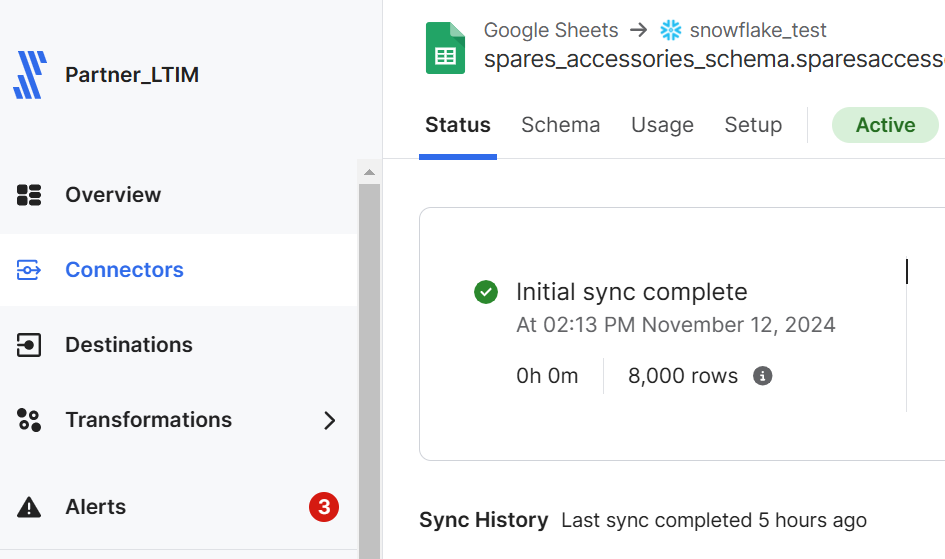 Partner_LTIM
Overview
Connectors
Destinations
Transformations
Alerts 3
Google Sheets → snowflake_test
spares_accessories_schema.sparesaccesso
Status Schema Usage Setup Active
Initial sync complete
At 02:13 PM November 12, 2024
0h 0m 8,000 rows
Sync History Last sync completed 5 hours ago